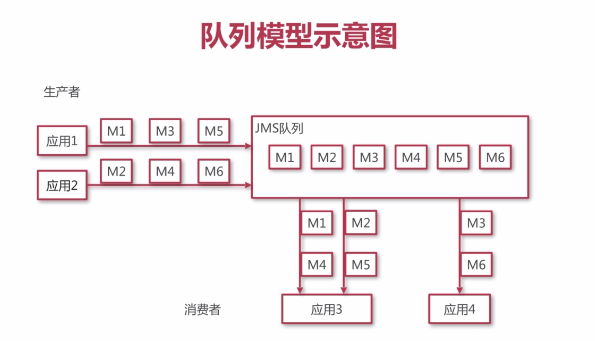 队列模型示意图
生产者
应用1
M1 M3 M5
应用2
M2 M4 M6
JMS队列
M1 M2 M3 M4 M5 M6
M1 M2 M3
M4 M5 M6
消费者
应用3
应用4